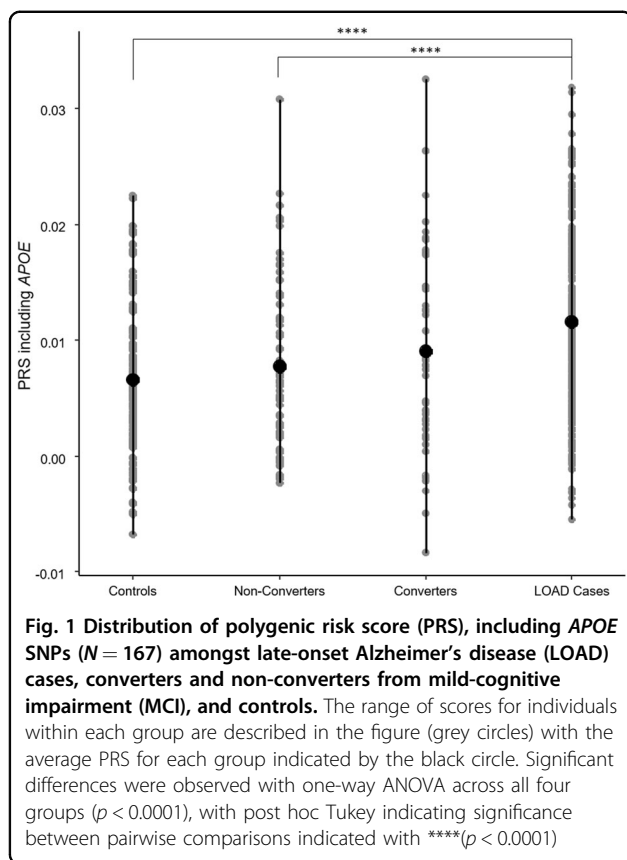 ****
****
0.03
0.02
0.01
0.00
-0.01
PRS including APOE
Controls Non-Converters Converters LOAD Cases
Fig. 1 Distribution of polygenic risk score (PRS), including APOE
SNPs (N = 167) amongst late-onset Alzheimer's disease (LOAD)
cases, converters and non-converters from mild-cognitive
impairment (MCI), and controls. The range of scores for individuals
within each group are described in the figure (grey circles) with the
average PRS for each group indicated by the black circle. Significant
differences were observed with one-way ANOVA across all four
groups (p < 0.0001), with post hoc Tukey indicating significance
between pairwise comparisons indicated with ****(p < 0.0001)